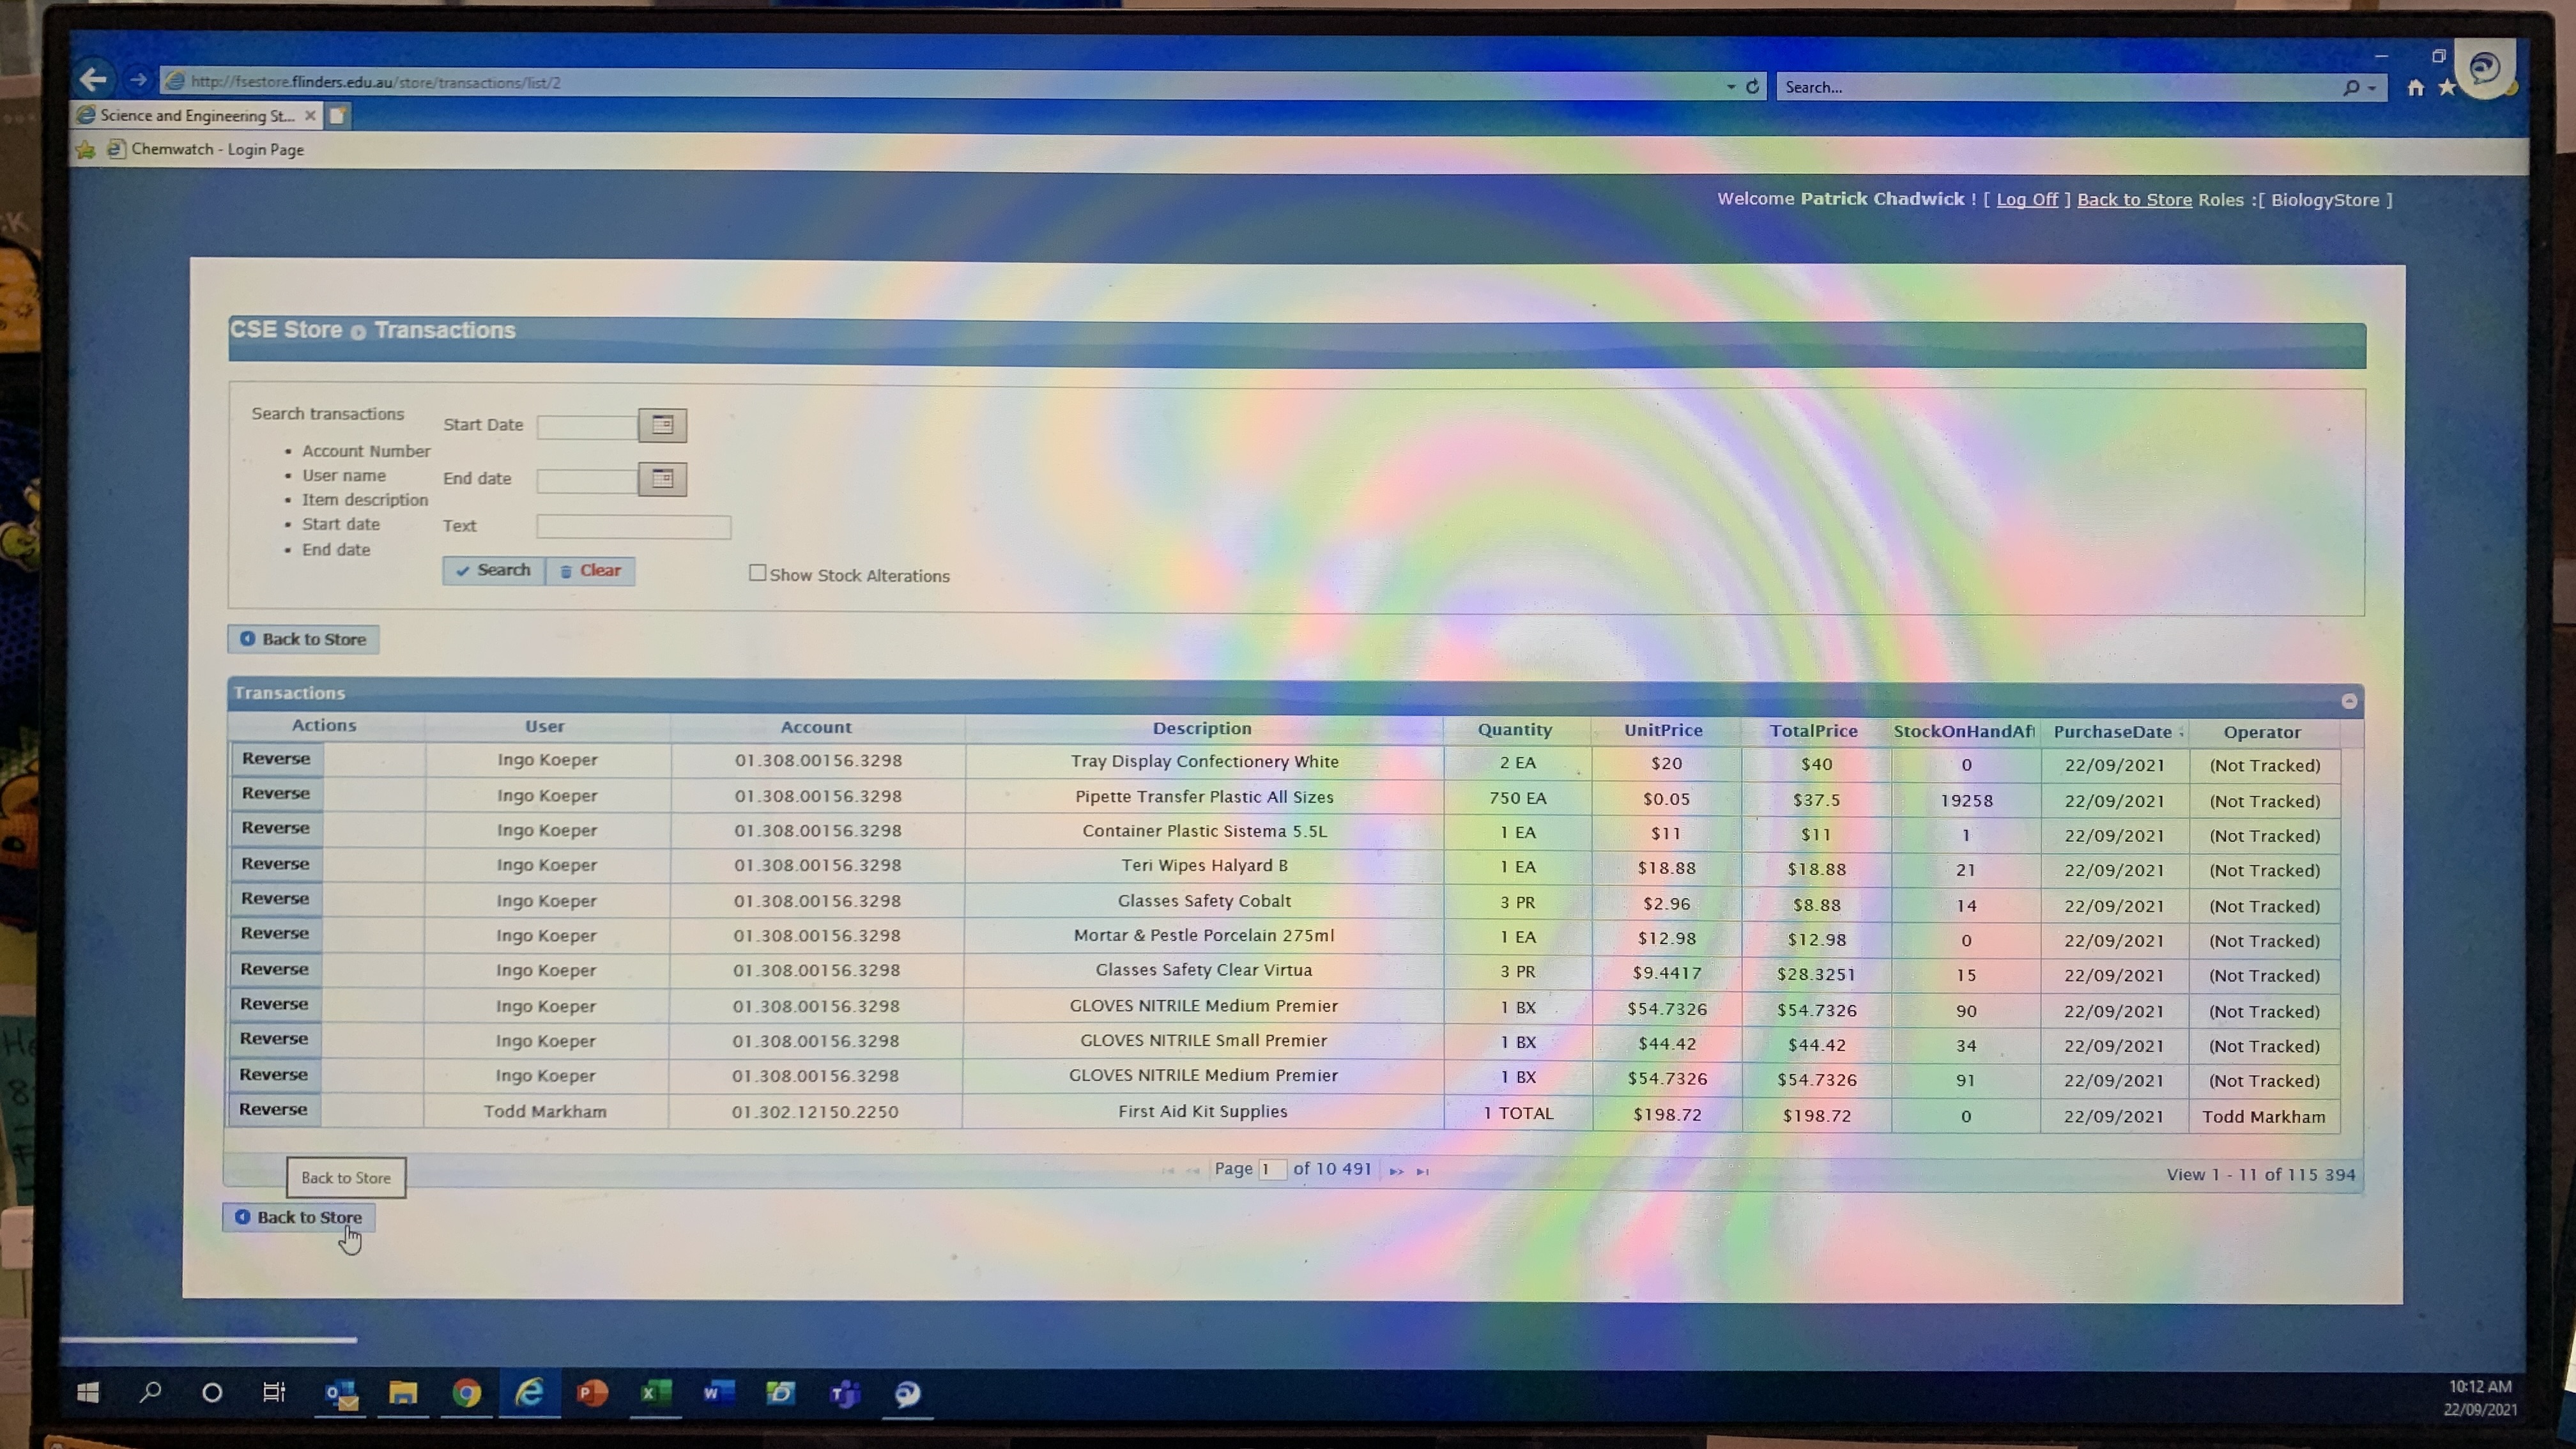 http://fsestore.flinders.edu.au/store/transactions/list/2
Search...
Science and Engineering St...
Chemwatch - Login Page
Welcome Patrick Chadwick ! [ Log Off ] Back to Store Roles :[ BiologyStore ]
CSE Store Transactions
Search transactions
• Account Number
• User name
• Item description
• Start date
• End date
Start Date
End date
Text
Search Clear
Show Stock Alterations
Back to Store
Transactions
Actions User Account Description Quantity UnitPrice TotalPrice StockOnHandAft PurchaseDate Operator
Reverse Ingo Koeper 01.308.00156.3298 Tray Display Confectionery White 2 EA $20 $40 0 22/09/2021 (Not Tracked)
Reverse Ingo Koeper 01.308.00156.3298 Pipette Transfer Plastic All Sizes 750 EA $0.05 $37.5 19258 22/09/2021 (Not Tracked)
Reverse Ingo Koeper 01.308.00156.3298 Container Plastic Sistema 5.5L 1 EA $11 $11 1 22/09/2021 (Not Tracked)
Reverse Ingo Koeper 01.308.00156.3298 Teri Wipes Halyard B 1 EA $18.88 $18.88 21 22/09/2021 (Not Tracked)
Reverse Ingo Koeper 01.308.00156.3298 Glasses Safety Cobalt 3 PR $2.96 $8.88 14 22/09/2021 (Not Tracked)
Reverse Ingo Koeper 01.308.00156.3298 Mortar & Pestle Porcelain 275ml 1 EA $12.98 $12.98 0 22/09/2021 (Not Tracked)
Reverse Ingo Koeper 01.308.00156.3298 Glasses Safety Clear Virtua 3 PR $9.4417 $28.3251 15 22/09/2021 (Not Tracked)
Reverse Ingo Koeper 01.308.00156.3298 GLOVES NITRILE Medium Premier 1 BX $54.7326 $54.7326 90 22/09/2021 (Not Tracked)
Reverse Ingo Koeper 01.308.00156.3298 GLOVES NITRILE Small Premier 1 BX $44.42 $44.42 34 22/09/2021 (Not Tracked)
Reverse Ingo Koeper 01.308.00156.3298 GLOVES NITRILE Medium Premier 1 BX $54.7326 $54.7326 91 22/09/2021 (Not Tracked)
Reverse Todd Markham 01.302.12150.2250 First Aid Kit Supplies 1 TOTAL $198.72 $198.72 0 22/09/2021 Todd Markham
Page 1 of 10 491
View 1 - 11 of 115 394
Back to Store
Back to Store
10:12 AM
22/09/2021